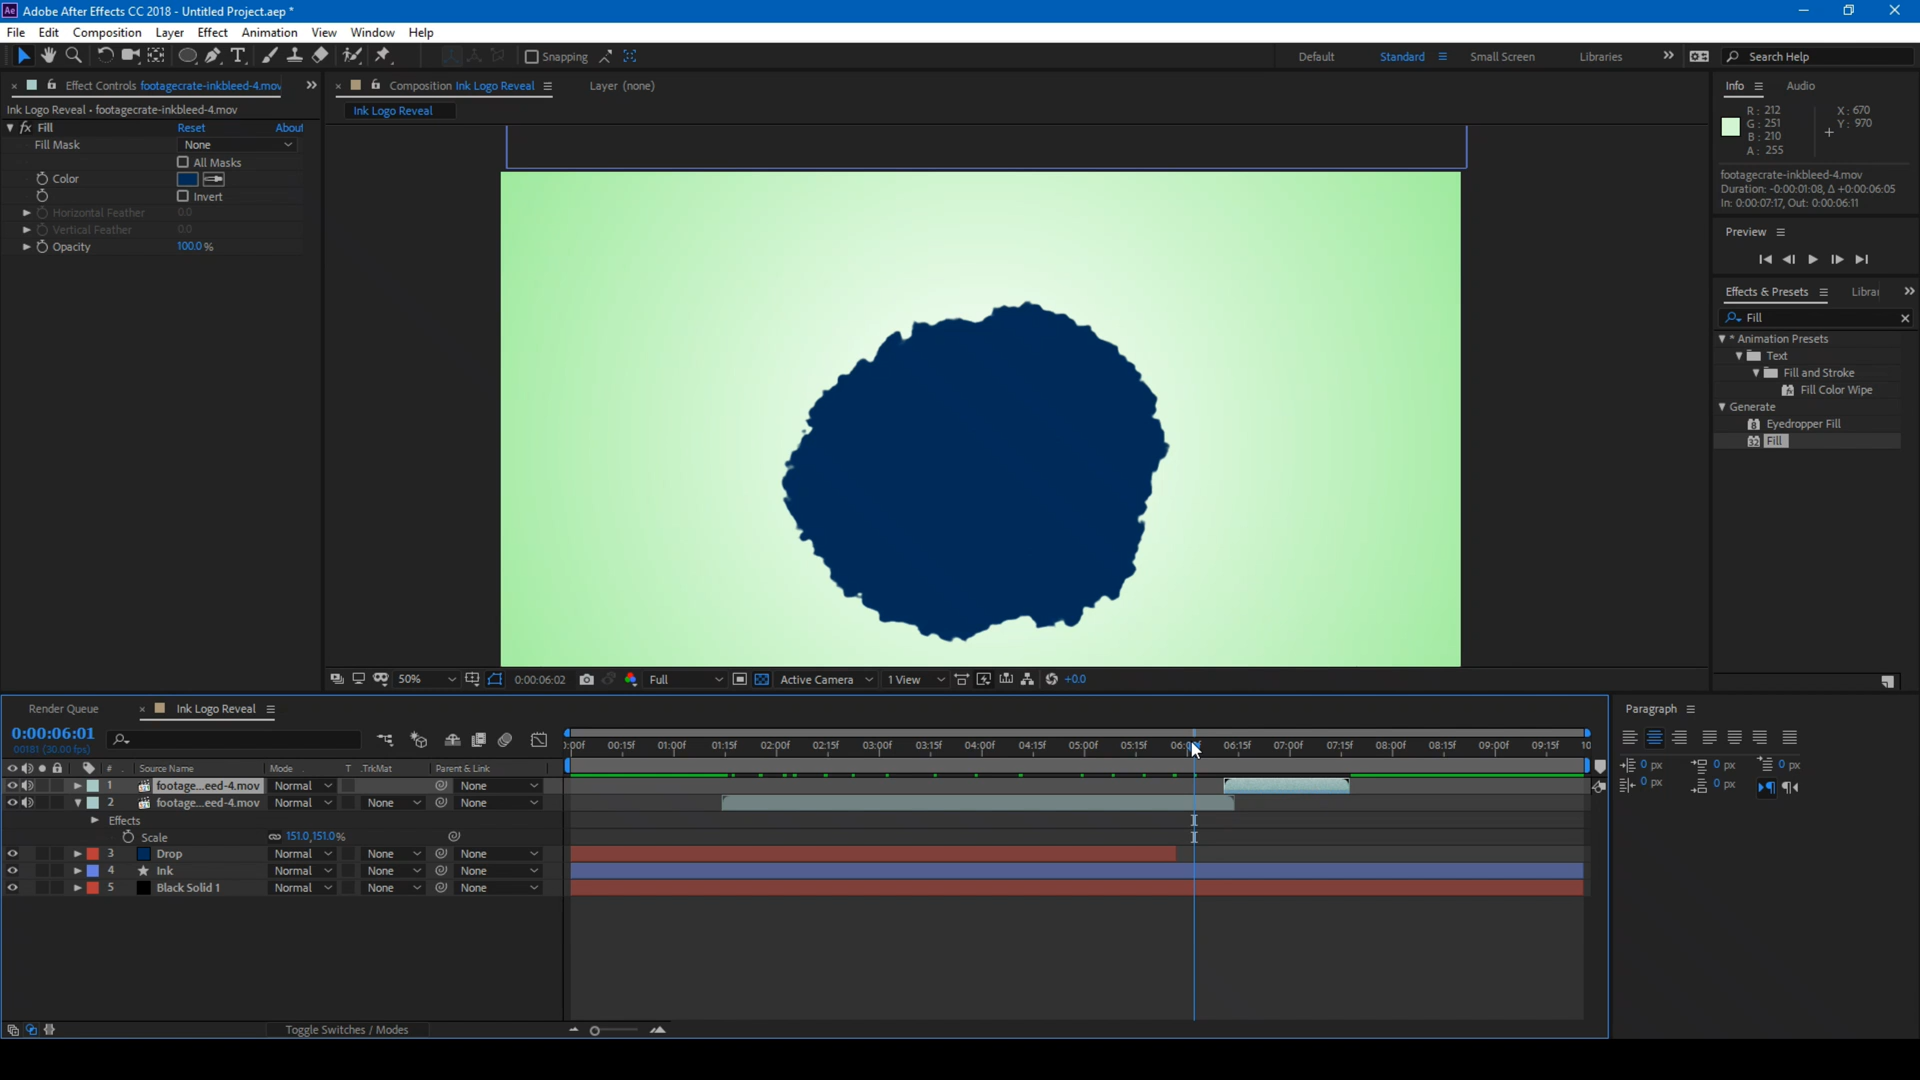 Adobe After Effects CC 2018 - Untitled Project.aep *
File Edit Composition Layer Effect Animation View Window Help
Snapping Default Standard Small Screen Libraries Search Help
Effect Controls footagecrate-inkbleed-4.mov
Ink Logo Reveal • footagecrate-inkbleed-4.mov
fx Fill Reset About
Fill Mask None
All Masks
Color
Invert
Horizontal Feather 0.0
Vertical Feather 0.0
Opacity 100.0 %
Composition Ink Logo Reveal Layer (none)
Ink Logo Reveal
50% 0:00:06:02 Full Active Camera 1 View +0.0
Info Audio
R: 212 X: 670
G: 251 Y: 970
B: 210
A: 255
footagecrate-inkbleed-4.mov
Duration: -0:00:01:08, Δ +0:00:06:05
In: 0:00:07:17, Out: 0:00:06:11
Preview
Effects & Presets Librai
Fill
* Animation Presets
Text
Fill and Stroke
Fill Color Wipe
Generate
Eyedropper Fill
Fill
Render Queue Ink Logo Reveal
0:00:06:01
00181 (30.00 fps)
# Source Name Mode T .TrkMat Parent & Link
:00f 00:15f 01:00f 01:15f 02:00f 02:15f 03:00f 03:15f 04:00f 04:15f 05:00f 05:15f 06:00f 06:15f 07:00f 07:15f 08:00f 08:15f 09:00f 09:15f 10
1 footage...eed-4.mov Normal None
2 footage...eed-4.mov Normal None None
Effects
Scale 151.0,151.0%
3 Drop Normal None None
4 Ink Normal None None
5 Black Solid 1 Normal None None
Toggle Switches / Modes
Paragraph
0 px 0 px 0 px
0 px 0 px